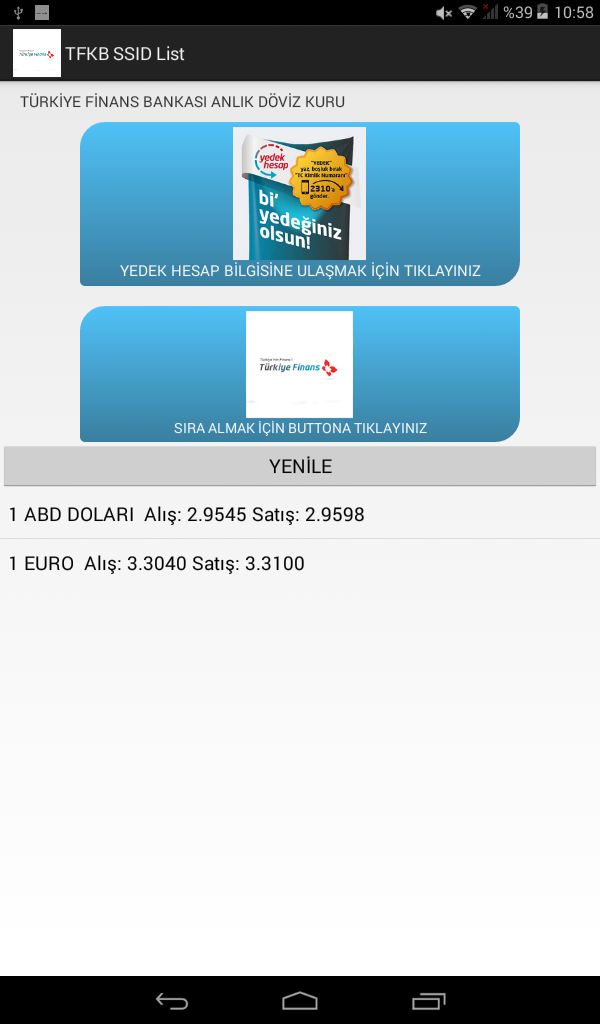 %39 10:58
TFKB SSID List
TÜRKİYE FİNANS BANKASI ANLIK DÖVİZ KURU
yedek
hesap
"YEDEK"
yaz, boşluk bırak
"TC Kimlik Numaranı"
2310'a
gönder.
bi'
yedeğiniz
olsun!
YEDEK HESAP BİLGİSİNE ULAŞMAK İÇİN TIKLAYINIZ
Türkiye Finans
SIRA ALMAK İÇİN BUTTONA TIKLAYINIZ
YENİLE
1 ABD DOLARI  Alış: 2.9545 Satış: 2.9598
1 EURO  Alış: 3.3040 Satış: 3.3100